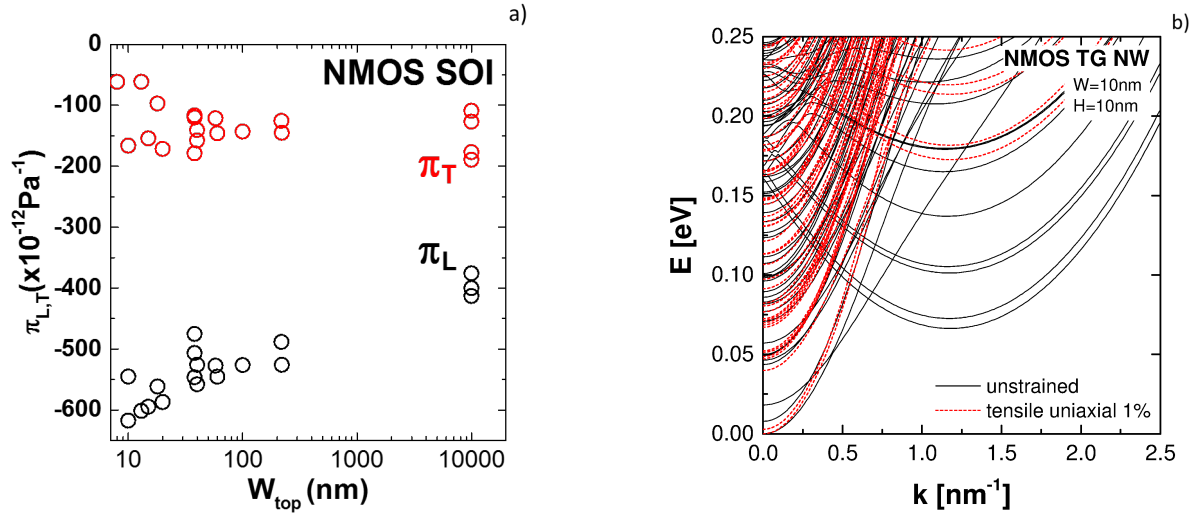 a)
NMOS SOI
0
-100
-200
-300
-400
-500
-600
π_T
π_L
π_L,T(x10^-12Pa^-1)
10 100 1000 10000
W_top (nm)
b)
NMOS TG NW
W=10nm
H=10nm
0.25
0.20
0.15
0.10
0.05
0.00
E [eV]
unstrained
tensile uniaxial 1%
0.0 0.5 1.0 1.5 2.0 2.5
k [nm^-1]